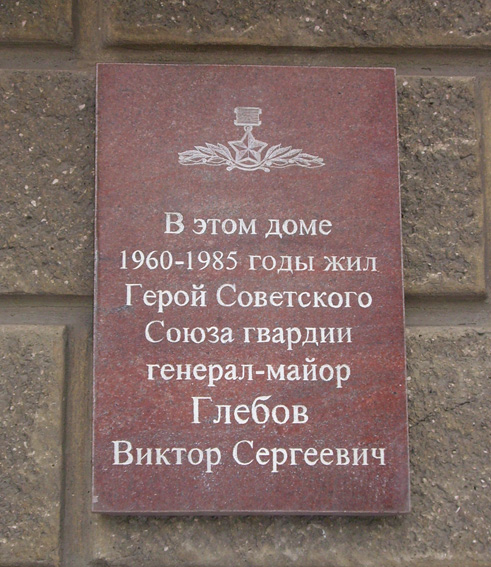 В этом доме
1960-1985 годы жил
Герой Советского
Союза гвардии
генерал-майор
Глебов
Виктор Сергеевич